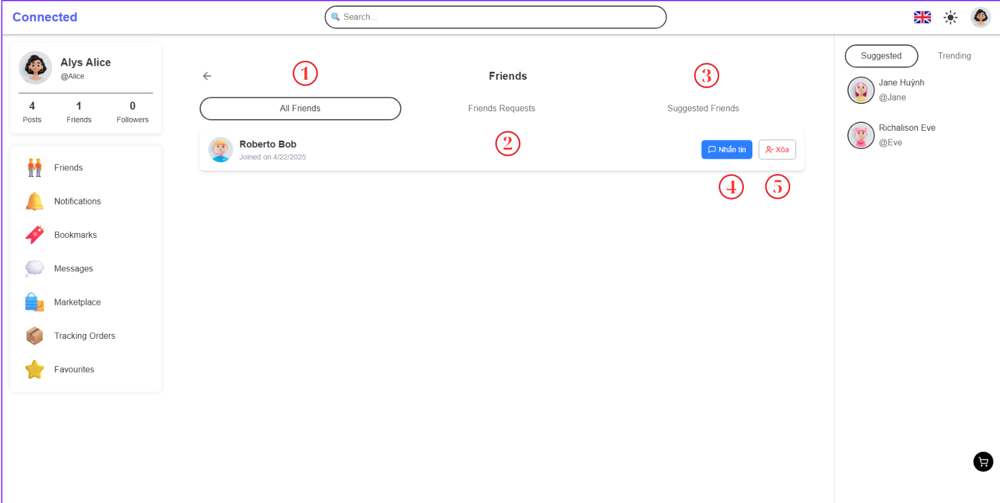 Connected
Search...
Alys Alice
@Alice
4 1 0
Posts Friends Followers
Friends
Notifications
Bookmarks
Messages
Marketplace
Tracking Orders
Favourites
1
Friends
3
All Friends Friends Requests Suggested Friends
2
Roberto Bob
Joined on 4/22/2025
Nhắn tin Xóa
4 5
Suggested Trending
Jane Huỳnh
@Jane
Richalison Eve
@Eve